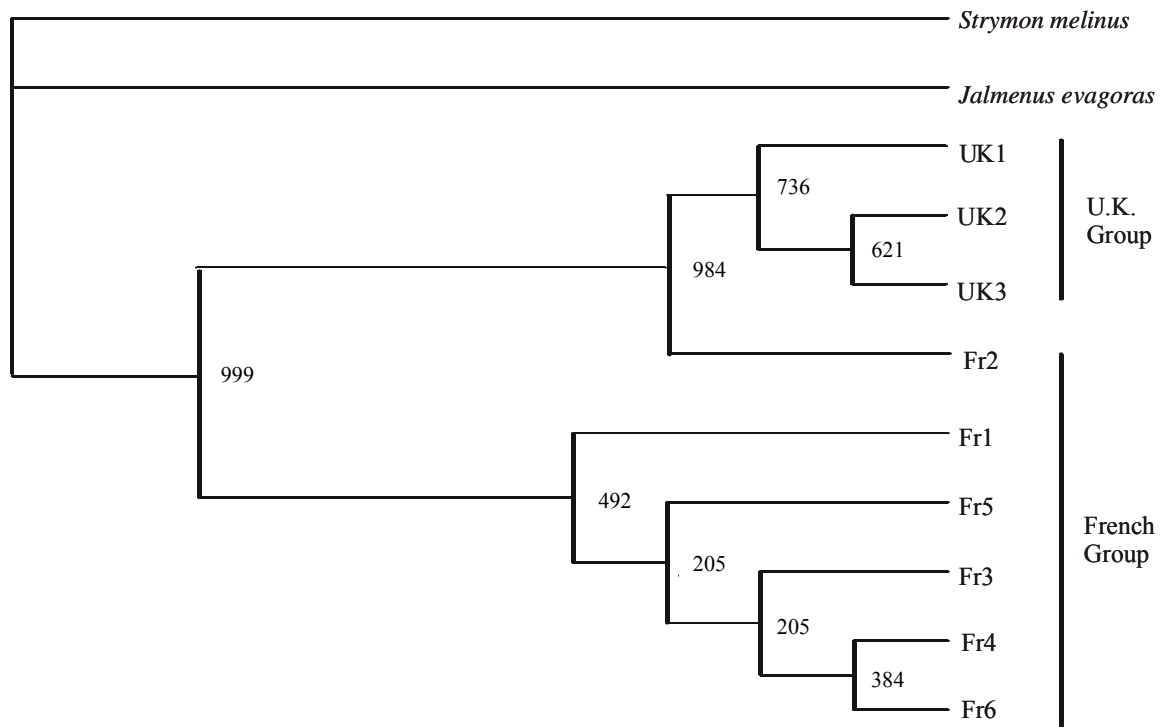 Strymon melinus
Jalmenus evagoras
UK1
736
UK2
U.K.
Group
621
984
UK3
Fr2
999
Fr1
492
Fr5
French
Group
205
Fr3
205
Fr4
384
Fr6